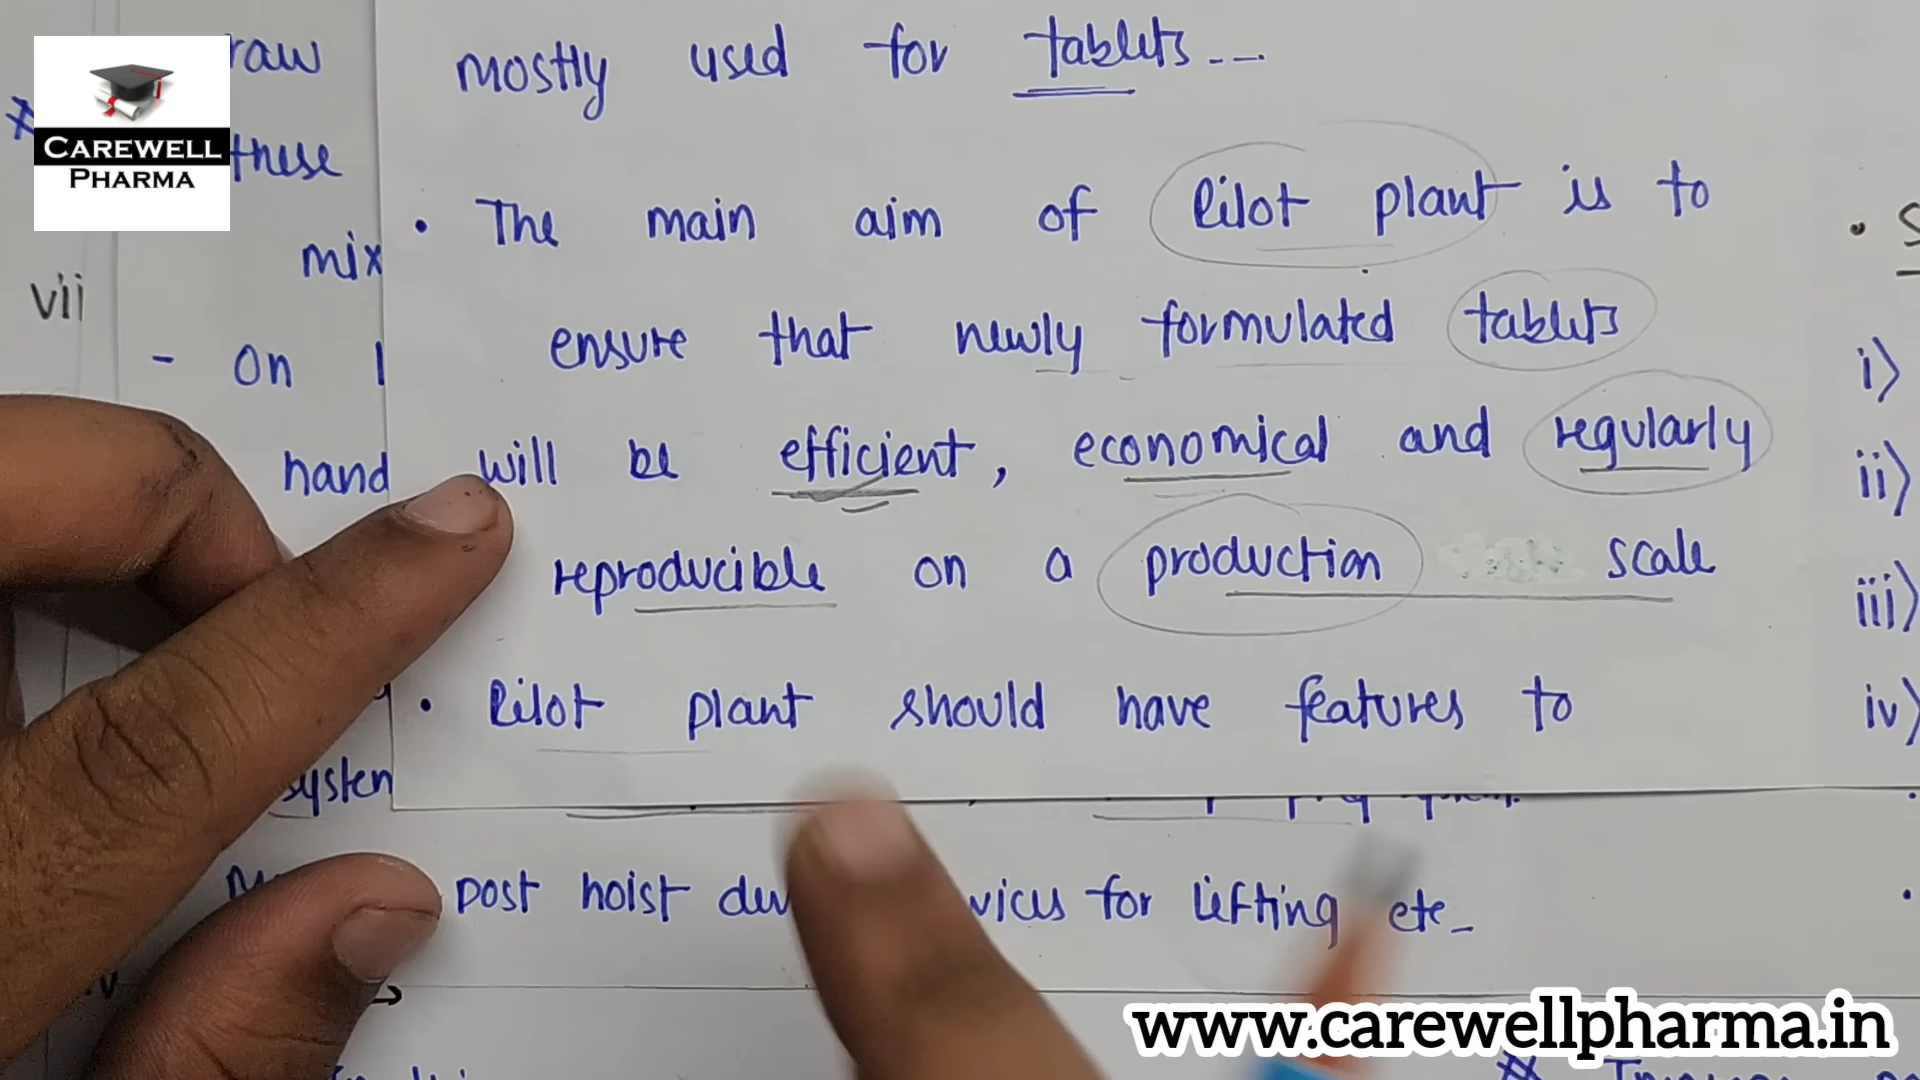 mostly used for tablets---
raw
CAREWELL
PHARMA
these
• The main aim of Pilot plant is to
mix
vii
ensure that newly formulated tablets
- On
i)
hand will be efficient, economical and regularly
ii)
reproducible on a production scale
iii)
• Pilot plant should have features to
iv)
system
post hoist for lifting etc-
www.carewellpharma.in